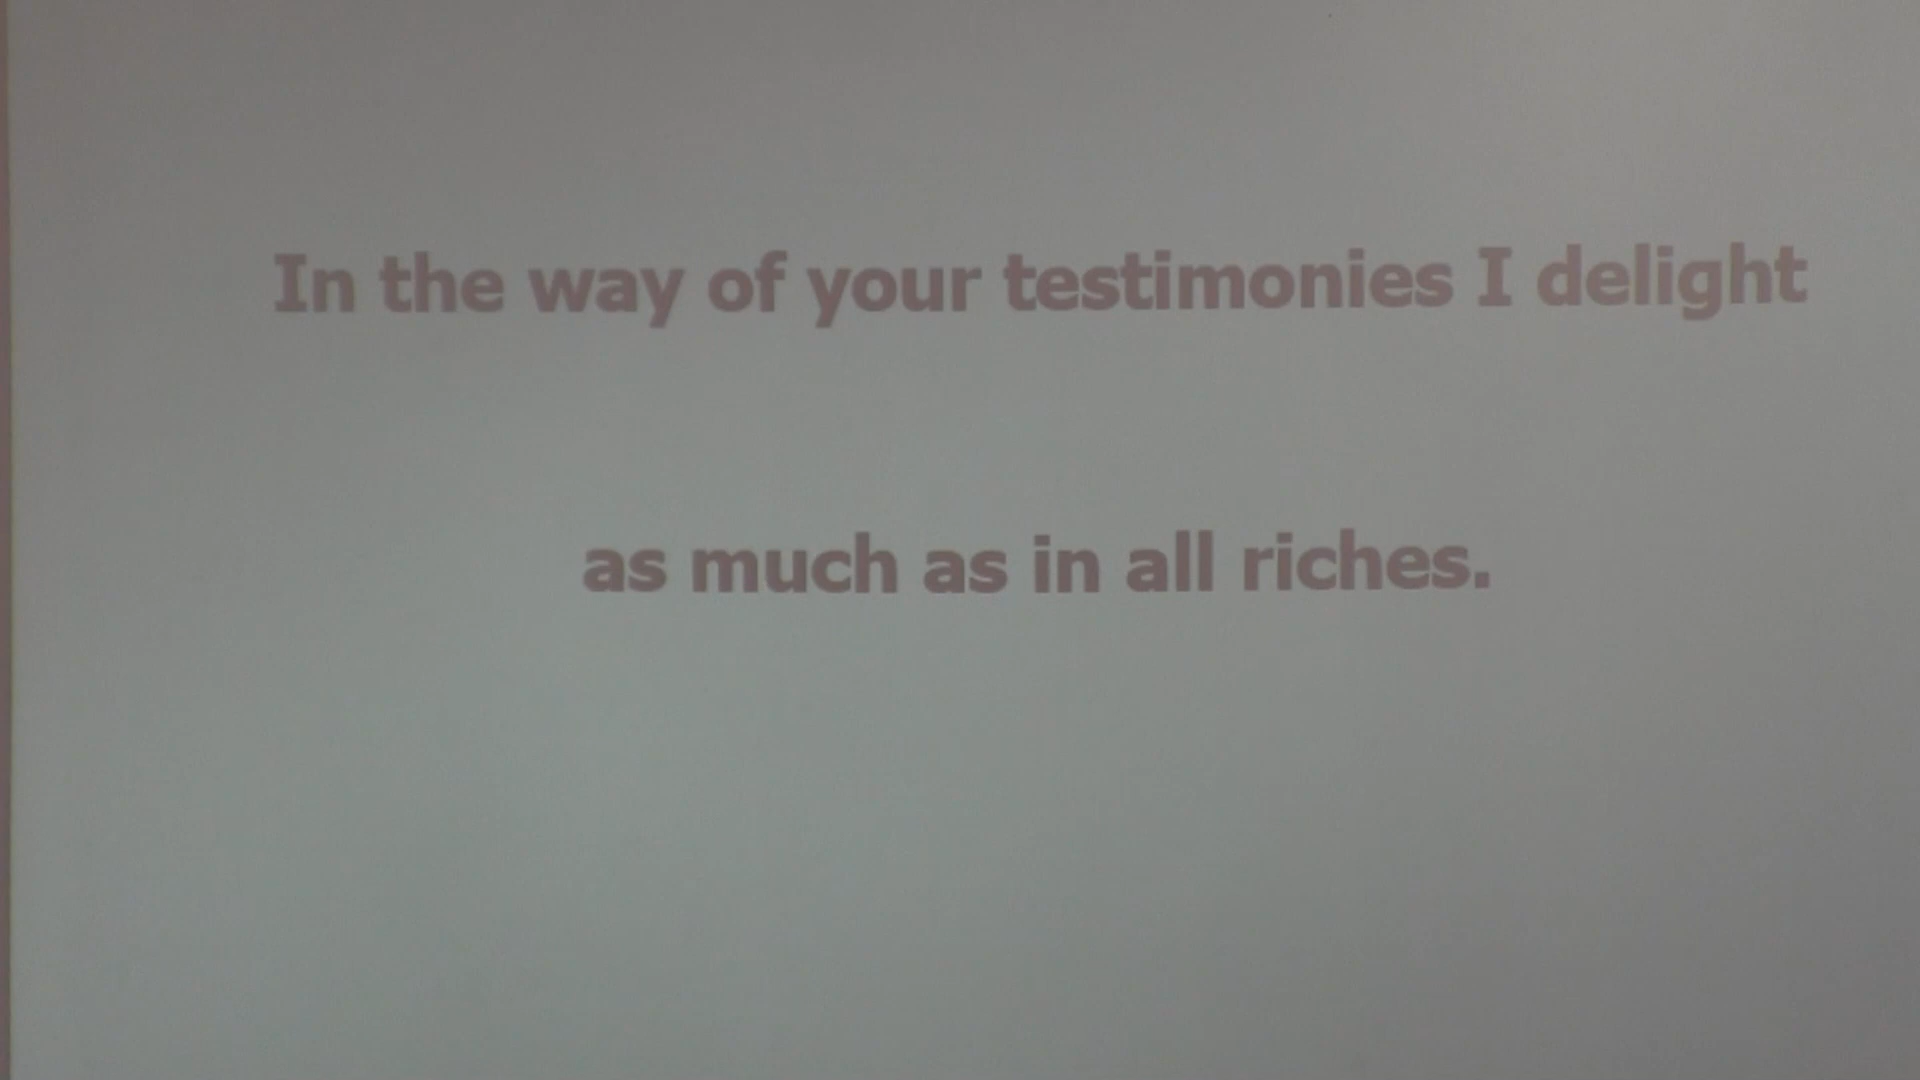 In the way of your testimonies I delight
as much as in all riches.